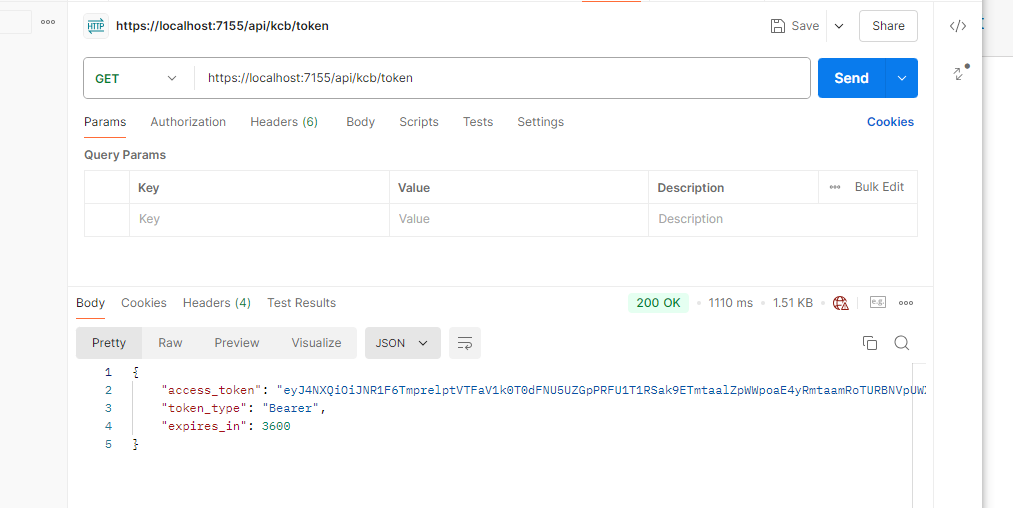 HTTP https://localhost:7155/api/kcb/token Save Share
GET https://localhost:7155/api/kcb/token Send
Params Authorization Headers (6) Body Scripts Tests Settings Cookies
Query Params
Key Value Description Bulk Edit
Key Value Description
Body Cookies Headers (4) Test Results 200 OK 1110 ms 1.51 KB e.g.
Pretty Raw Preview Visualize JSON
1 {
2 "access_token": "eyJ4NXQiOiJNR1F6TmprelptVTFaV1k0T0dFNU5UZGpPRFU1T1RSak9ETmtaalZpWWpoaE4yRmtaamRoTURBNVpUWX
3 "token_type": "Bearer",
4 "expires_in": 3600
5 }